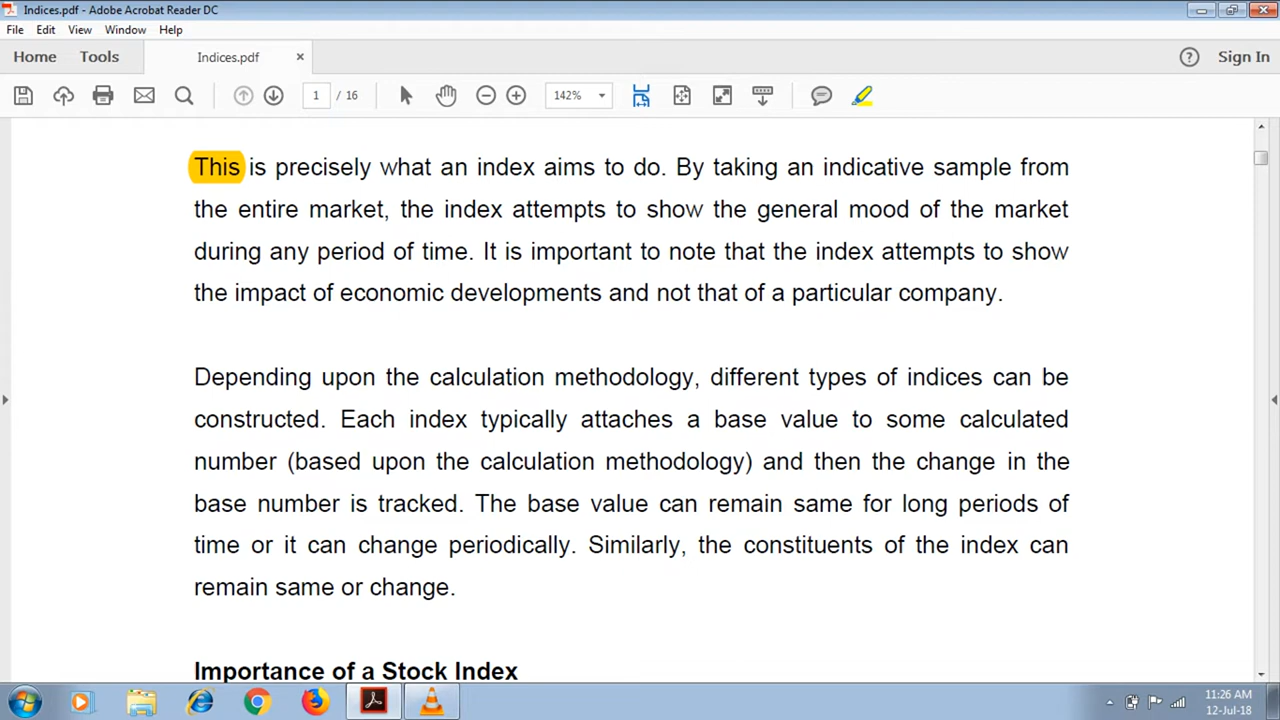 Indices.pdf - Adobe Acrobat Reader DC
File Edit View Window Help
Home Tools Indices.pdf × ? Sign In
1 / 16 142%
This is precisely what an index aims to do. By taking an indicative sample from
the entire market, the index attempts to show the general mood of the market
during any period of time. It is important to note that the index attempts to show
the impact of economic developments and not that of a particular company.
Depending upon the calculation methodology, different types of indices can be
constructed. Each index typically attaches a base value to some calculated
number (based upon the calculation methodology) and then the change in the
base number is tracked. The base value can remain same for long periods of
time or it can change periodically. Similarly, the constituents of the index can
remain same or change.
Importance of a Stock Index
11:26 AM
12-Jul-18